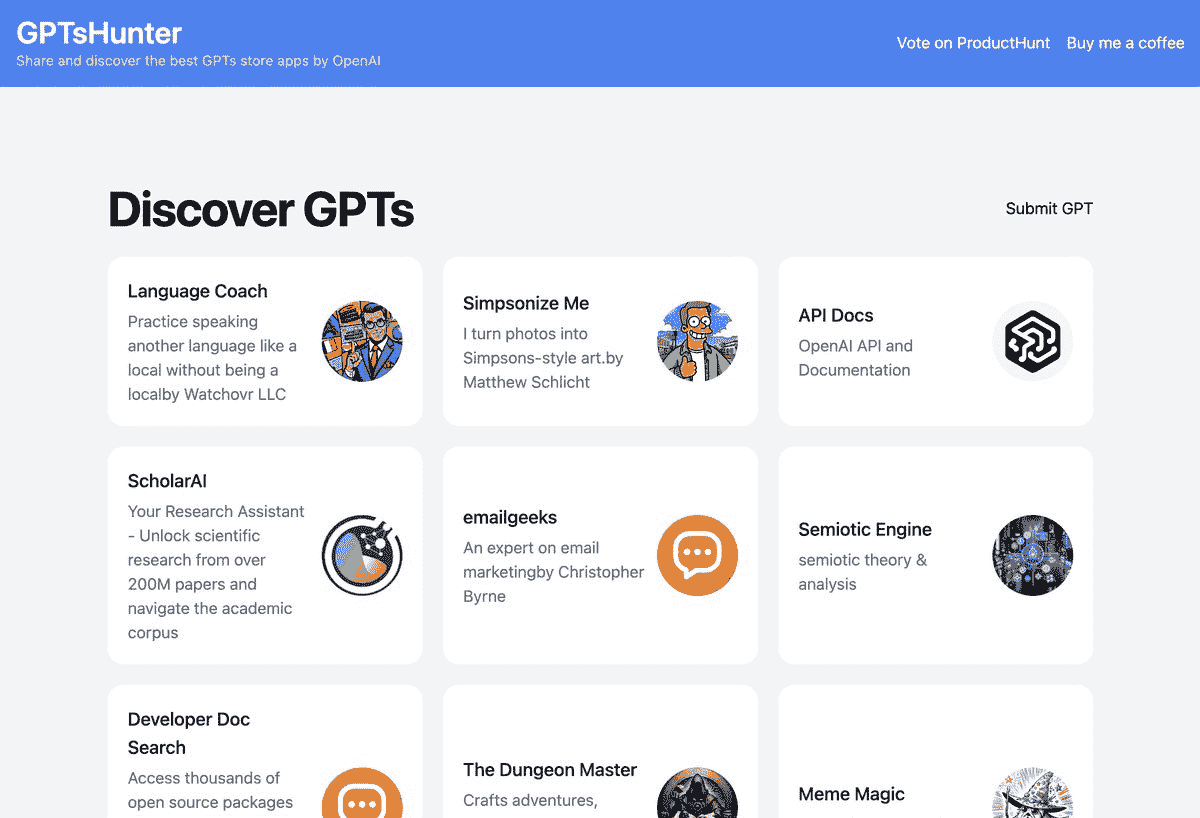 GPTsHunter
Share and discover the best GPTs store apps by OpenAI
Vote on ProductHunt
Buy me a coffee
Discover GPTs
Submit GPT
Language Coach
Practice speaking
another language like a
local without being a
localby Watchovr LLC
Simpsonize Me
I turn photos into
Simpsons-style art.by
Matthew Schlicht
API Docs
OpenAI API and
Documentation
ScholarAI
Your Research Assistant
- Unlock scientific
research from over
200M papers and
navigate the academic
corpus
emailgeeks
An expert on email
marketingby Christopher
Byrne
Semiotic Engine
semiotic theory &
analysis
Developer Doc
Search
Access thousands of
open source packages
The Dungeon Master
Crafts adventures,
Meme Magic